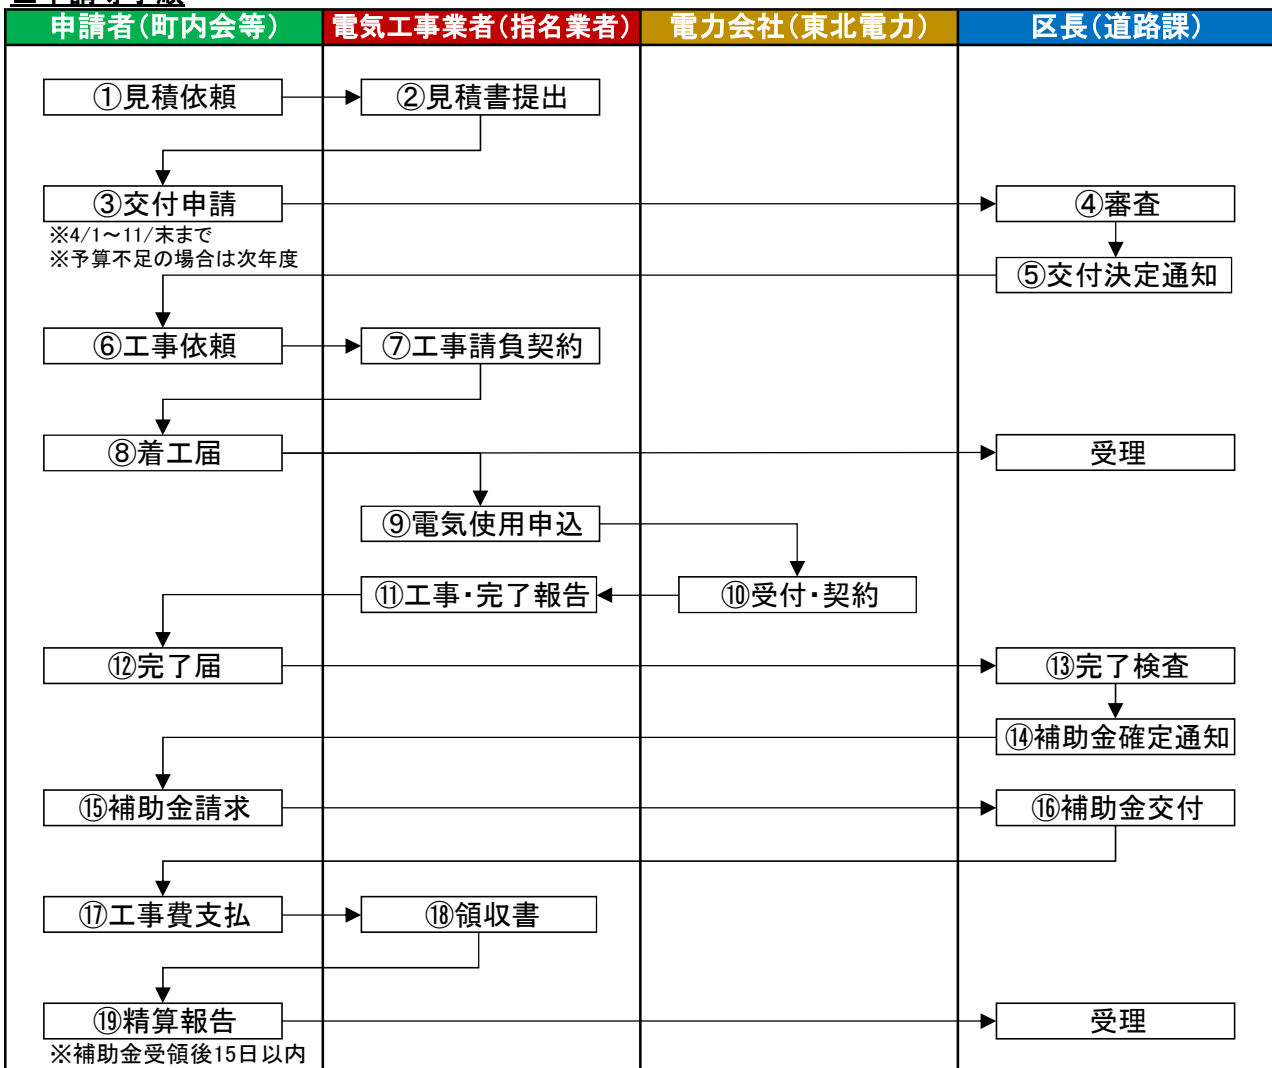 申請者(町内会等) 電気工事業者(指名業者) 電力会社(東北電力) 区長(道路課)
①見積依頼 ②見積書提出
③交付申請 ④審査
※4/1～11/末まで
※予算不足の場合は次年度
⑤交付決定通知
⑥工事依頼 ⑦工事請負契約
⑧着工届 受理
⑨電気使用申込
⑪工事・完了報告 ⑩受付・契約
⑫完了届 ⑬完了検査
⑭補助金確定通知
⑮補助金請求 ⑯補助金交付
⑰工事費支払 ⑱領収書
⑲精算報告 受理
※補助金受領後15日以内